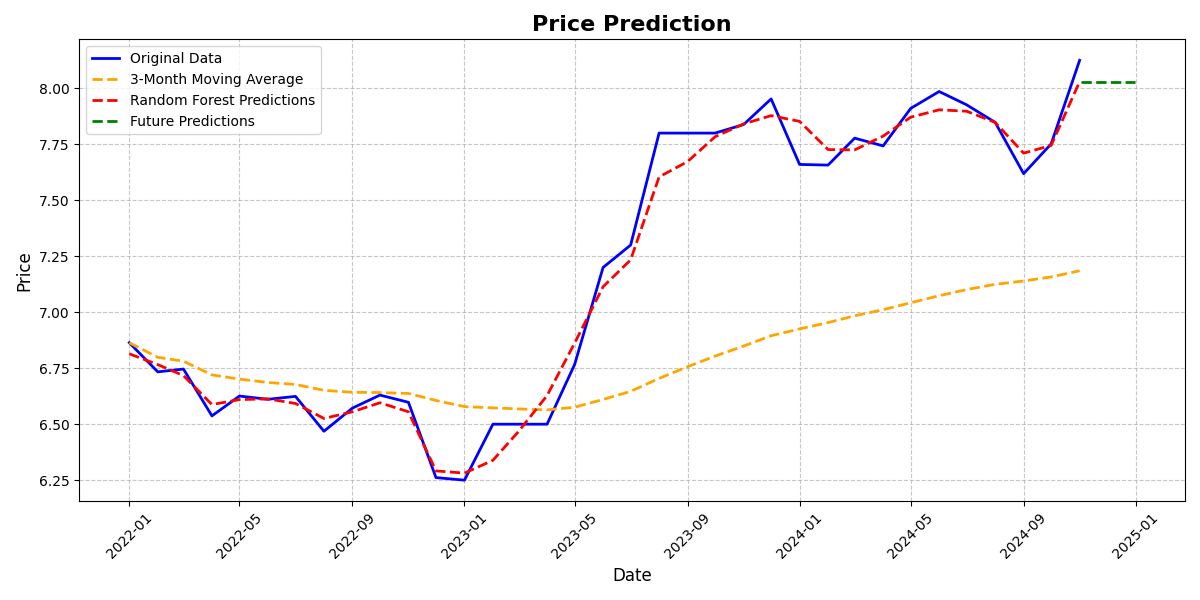 Price Prediction
Original Data
3-Month Moving Average
Random Forest Predictions
Future Predictions
Price
8.00
7.75
7.50
7.25
7.00
6.75
6.50
6.25
2022-01
2022-05
2022-09
2023-01
2023-05
2023-09
2024-01
2024-05
2024-09
2025-01
Date